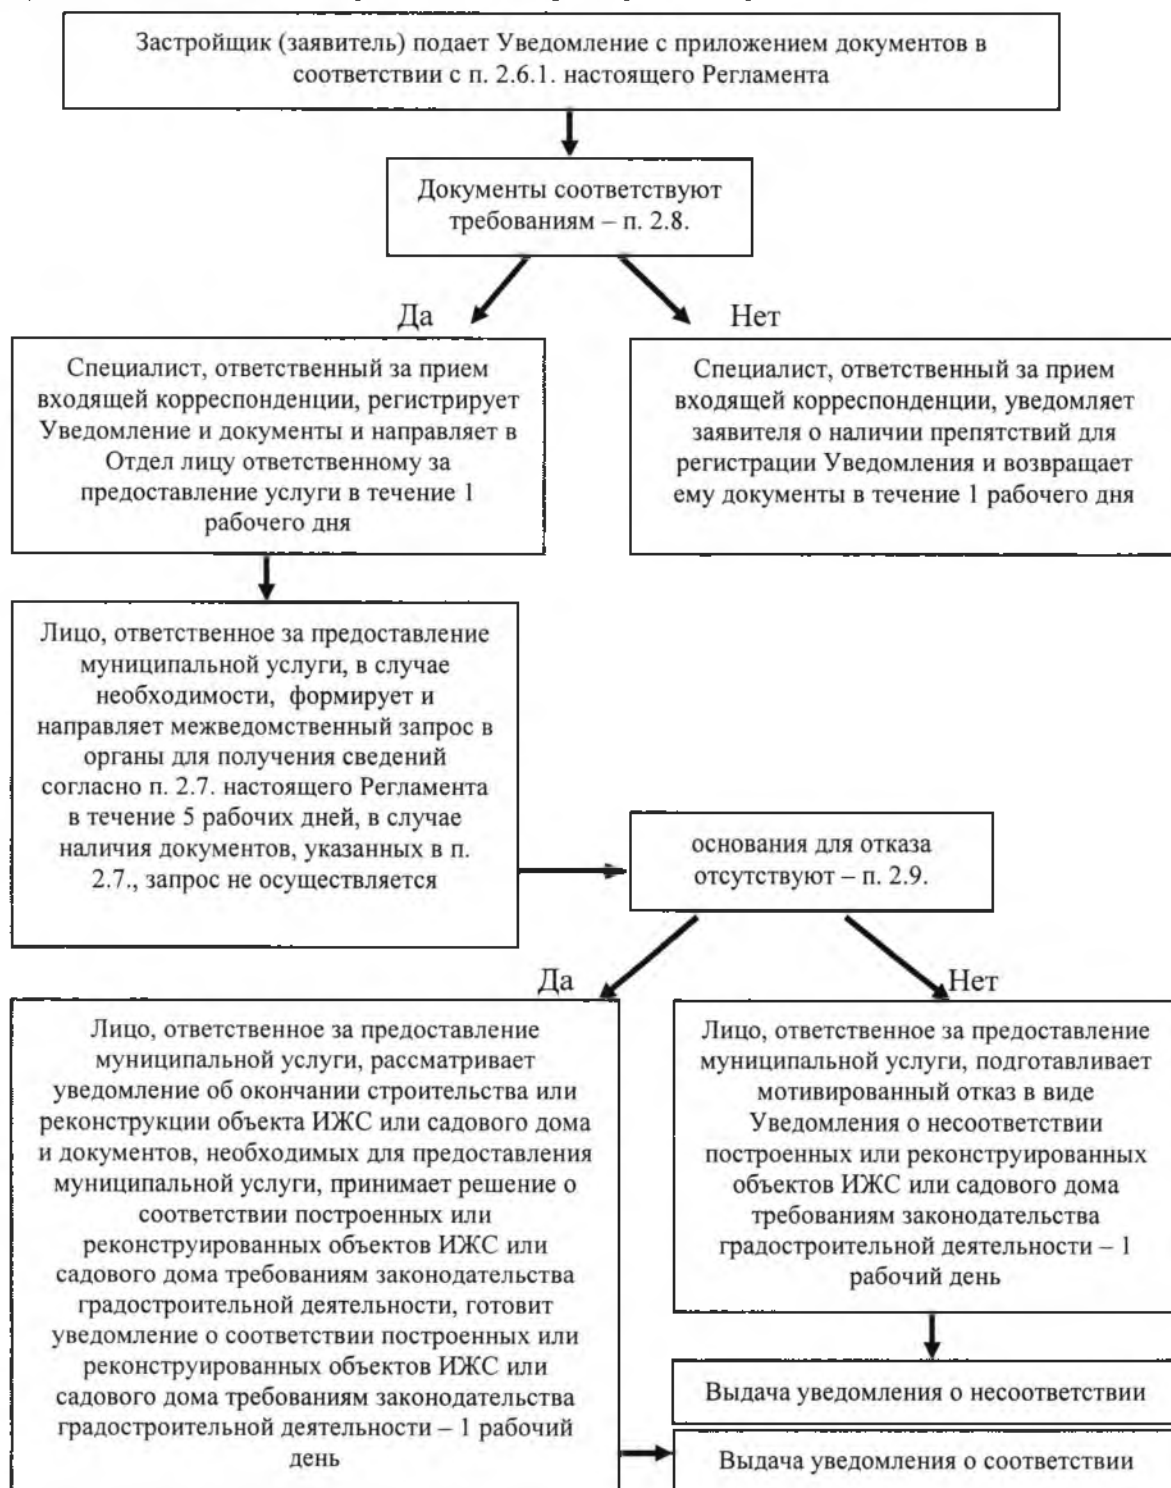 Застройщик (заявитель) подает Уведомление с приложением документов в
соответствии с п. 2.6.1. настоящего Регламента
Документы соответствуют
требованиям – п. 2.8.
Да
Нет
Специалист, ответственный за прием
входящей корреспонденции, регистрирует
Уведомление и документы и направляет в
Отдел лицу ответственному за
предоставление услуги в течение 1
рабочего дня
Специалист, ответственный за прием
входящей корреспонденции, уведомляет
заявителя о наличии препятствий для
регистрации Уведомления и возвращает
ему документы в течение 1 рабочего дня
Лицо, ответственное за предоставление
муниципальной услуги, в случае
необходимости, формирует и
направляет межведомственный запрос в
органы для получения сведений
согласно п. 2.7. настоящего Регламента
в течение 5 рабочих дней, в случае
наличия документов, указанных в п.
2.7., запрос не осуществляется
основания для отказа
отсутствуют – п. 2.9.
Да
Нет
Лицо, ответственное за предоставление
муниципальной услуги, рассматривает
уведомление об окончании строительства или
реконструкции объекта ИЖС или садового дома
и документов, необходимых для предоставления
муниципальной услуги, принимает решение о
соответствии построенных или
реконструированных объектов ИЖС или
садового дома требованиям законодательства
градостроительной деятельности, готовит
уведомление о соответствии построенных или
реконструированных объектов ИЖС или
садового дома требованиям законодательства
градостроительной деятельности – 1 рабочий
день
Лицо, ответственное за предоставление
муниципальной услуги, подготавливает
мотивированный отказ в виде
Уведомления о несоответствии
построенных или реконструированных
объектов ИЖС или садового дома
требованиям законодательства
градостроительной деятельности – 1
рабочий день
Выдача уведомления о несоответствии
Выдача уведомления о соответствии